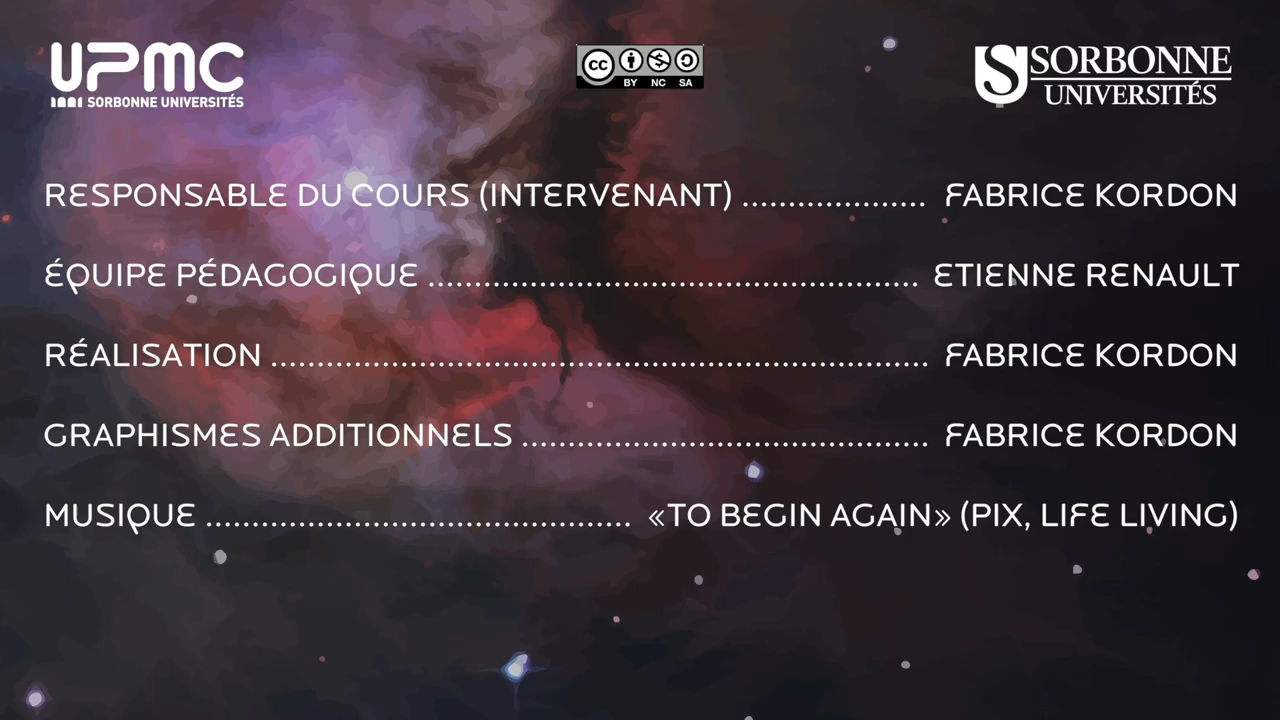 UPMC
SORBONNE UNIVERSITÉS
cc BY NC SA
SORBONNE
UNIVERSITÉS
RESPONSABLE DU COURS (INTERVENANT) .................... FABRICE KORDON
ÉQUIPE PÉDAGOGIQUE ..................................................... ETIENNE RENAULT
RÉALISATION ....................................................................... FABRICE KORDON
GRAPHISMES ADDITIONNELS ............................................ FABRICE KORDON
MUSIQUE .............................................. «TO BEGIN AGAIN» (PIX, LIFE LIVING)